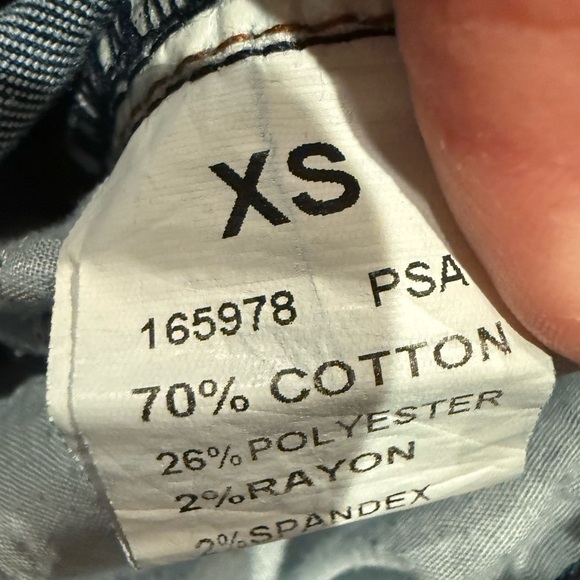 XS
165978 PSA
70% COTTON
26% POLYESTER
2% RAYON
2% SPANDEX